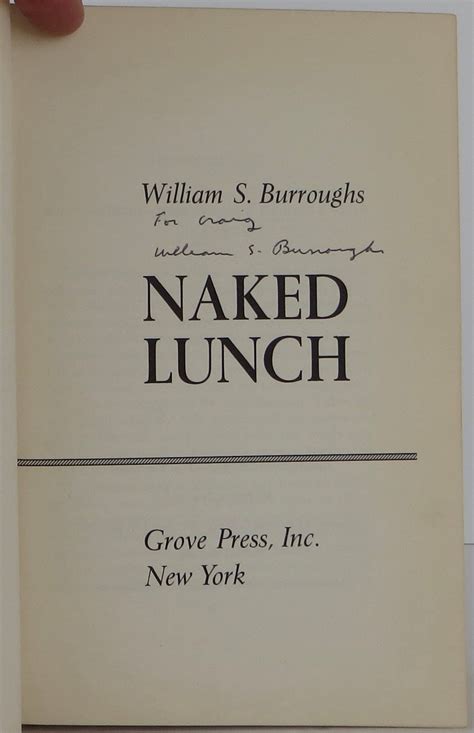 William S. Burroughs
For Craig
William S. Burroughs
NAKED
LUNCH
Grove Press, Inc.
New York